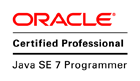 ORACLE®
Certified Professional
Java SE 7 Programmer